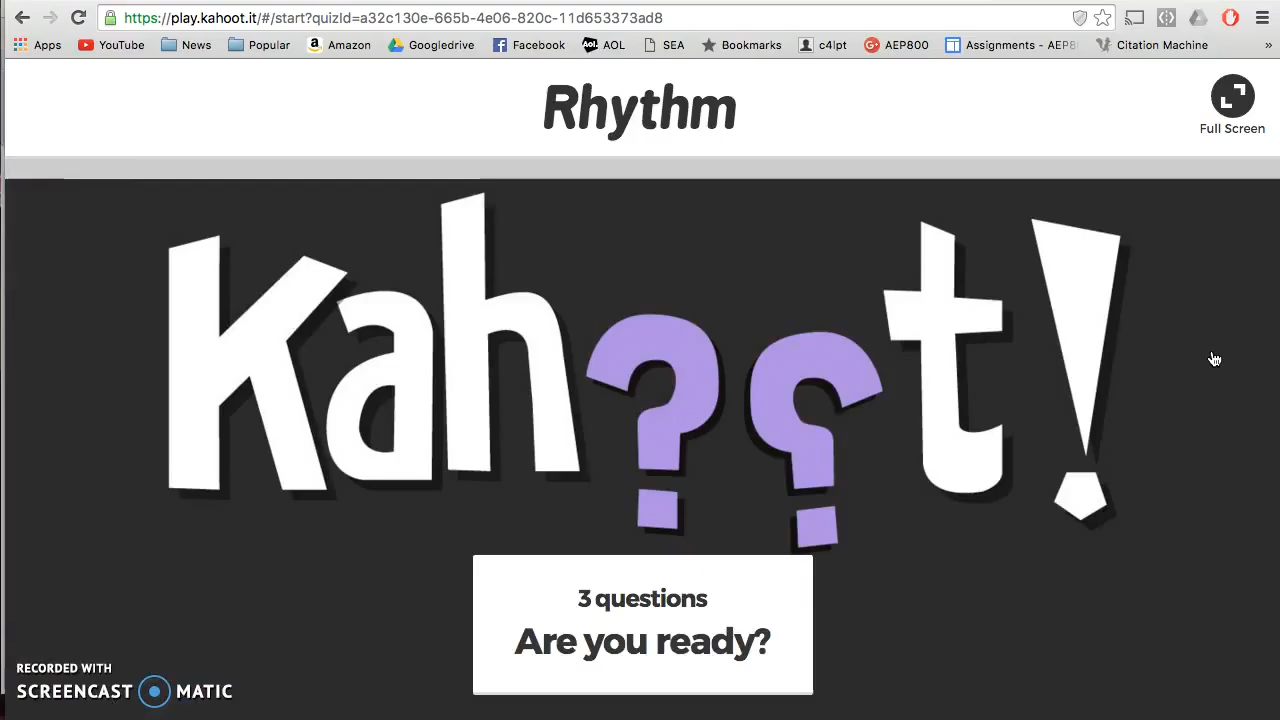 https://play.kahoot.it/#/start?quizId=a32c130e-665b-4e06-820c-11d653373ad8
Apps YouTube News Popular Amazon Googledrive Facebook Aol. AOL SEA Bookmarks c4lpt AEP800 Assignments - AEP8 Citation Machine »
Rhythm
Full Screen
Kah??t!
3 questions
Are you ready?
RECORDED WITH
SCREENCAST MATIC